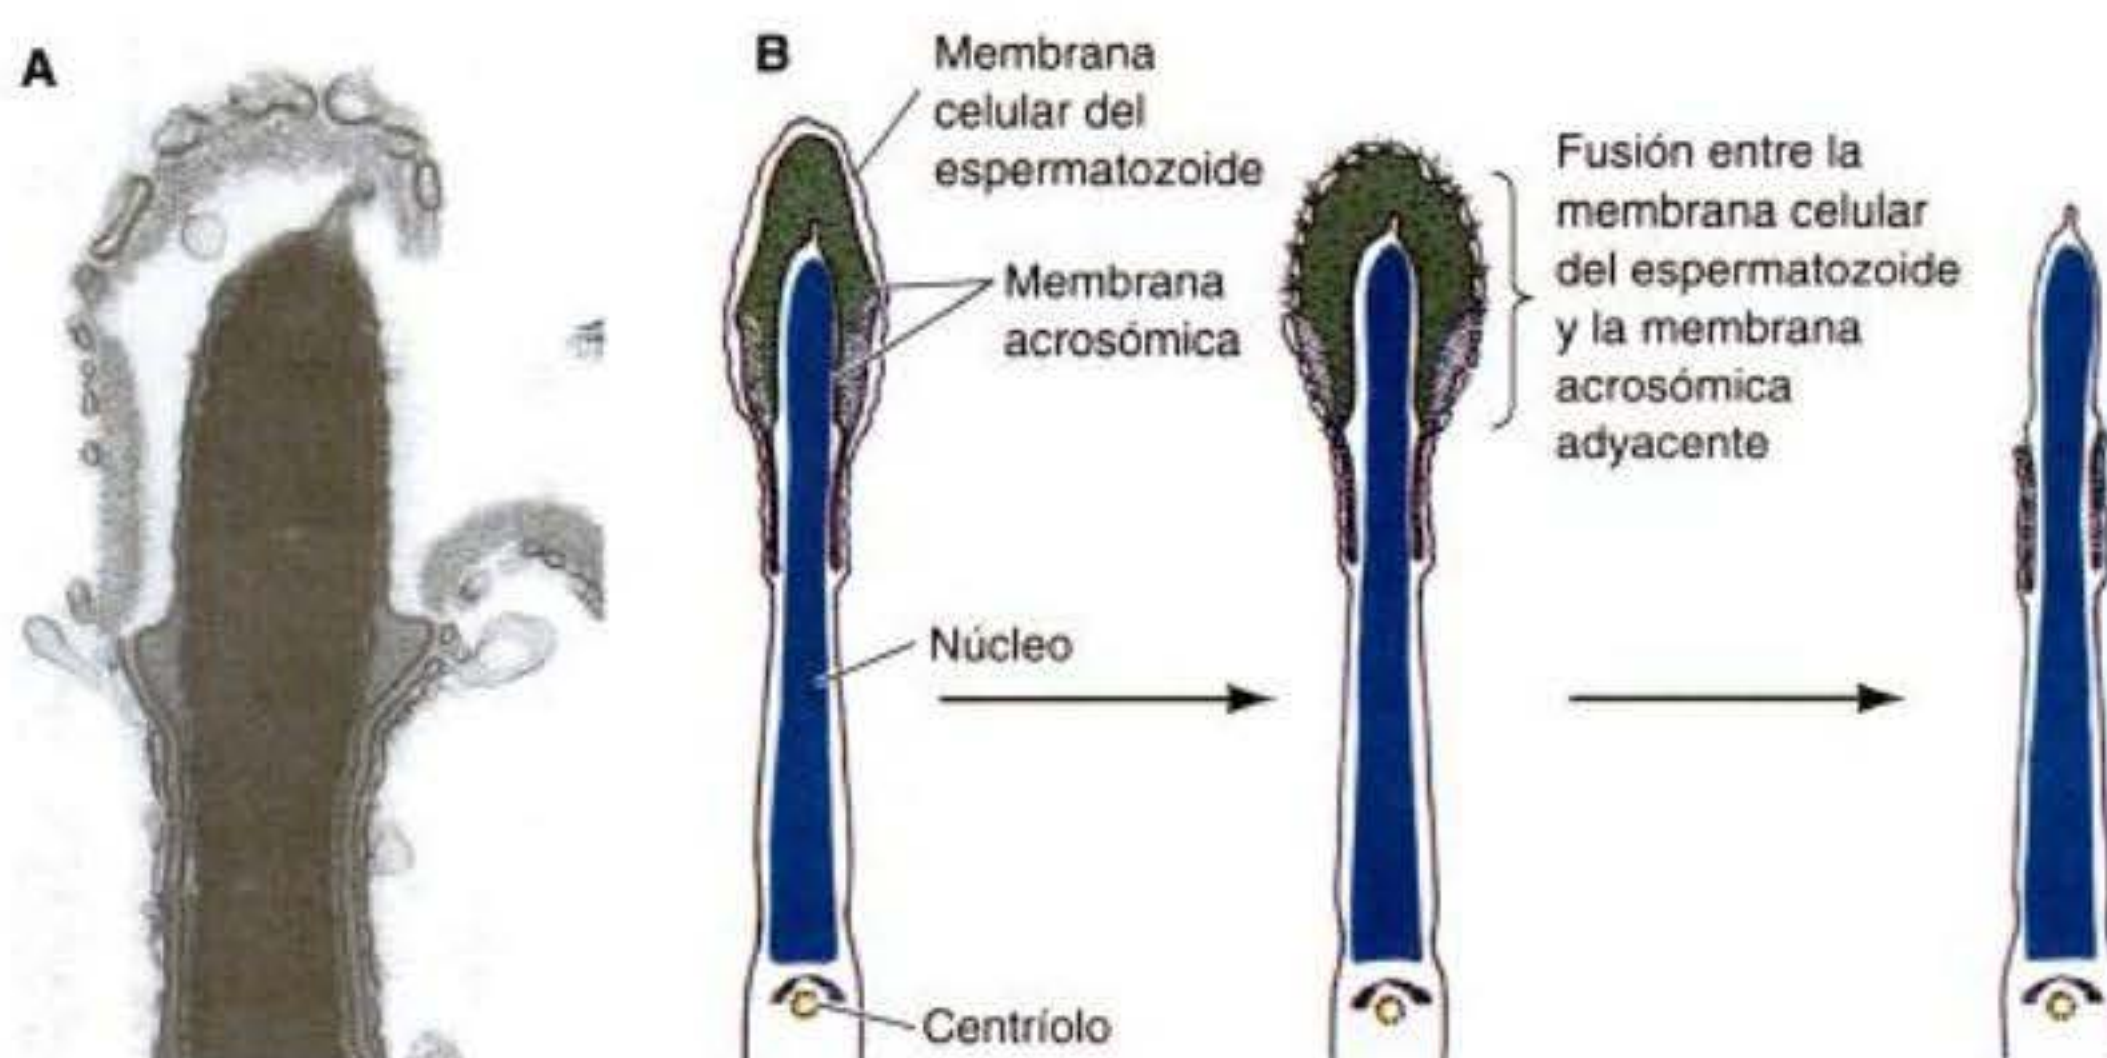 A
B
Membrana
celular del
espermatozoide
Membrana
acrosómica
Fusión entre la
membrana celular
del espermatozoide
y la membrana
acrosómica
adyacente
Núcleo
Centríolo